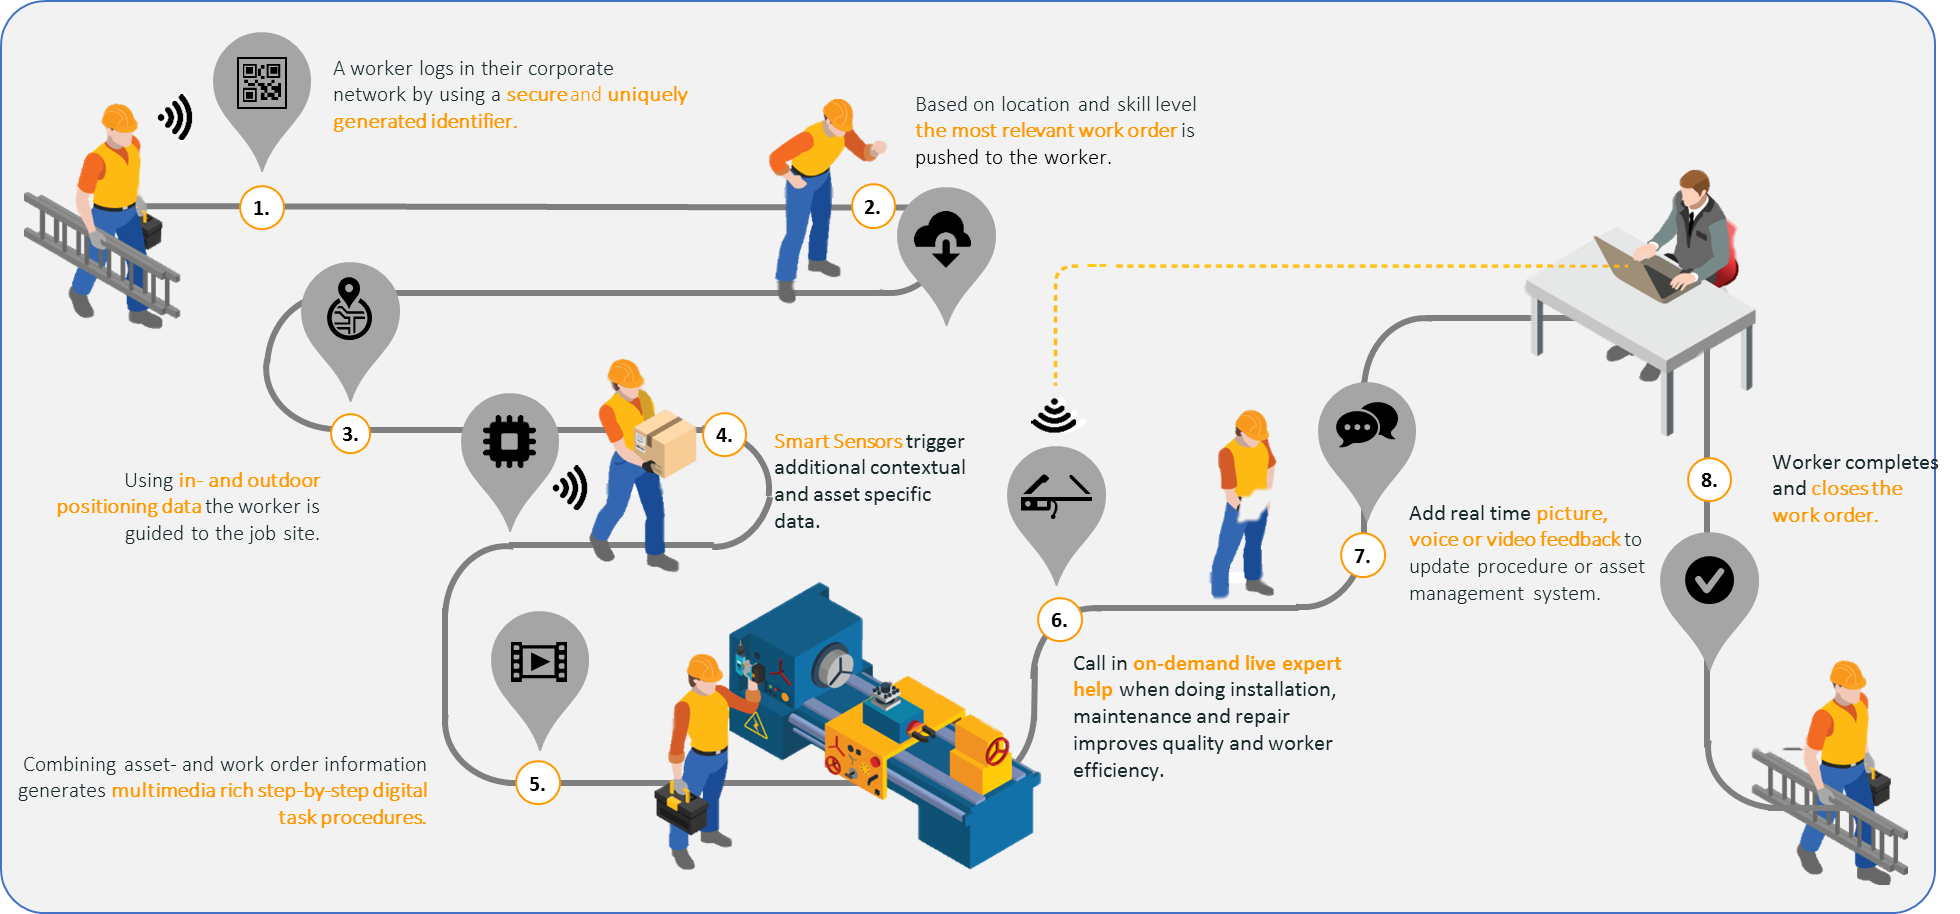 1.
A worker logs in their corporate
network by using a secure and uniquely
generated identifier.
2.
Based on location and skill level
the most relevant work order is
pushed to the worker.
3.
Using in- and outdoor
positioning data the worker is
guided to the job site.
4.
Smart Sensors trigger
additional contextual
and asset specific
data.
5.
Combining asset- and work order information
generates multimedia rich step-by-step digital
task procedures.
6.
Call in on-demand live expert
help when doing installation,
maintenance and repair
improves quality and worker
efficiency.
7.
Add real time picture,
voice or video feedback to
update procedure or asset
management system.
8.
Worker completes
and closes the
work order.